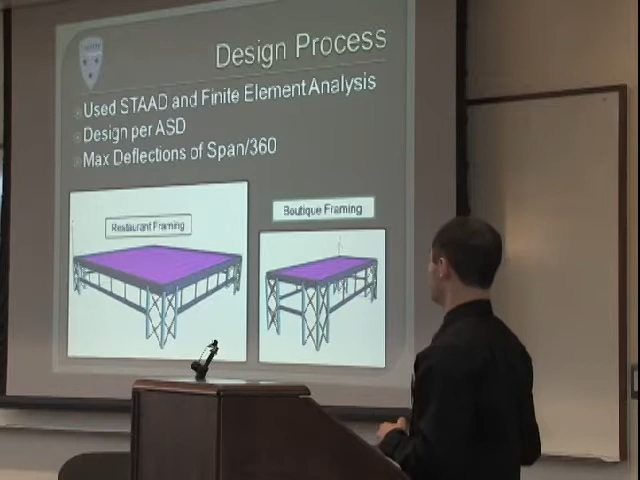 Design Process
Used STAAD and Finite Element Analysis
Design per ASD
Max Deflections of Span/360
Restaurant Framing
Boutique Framing